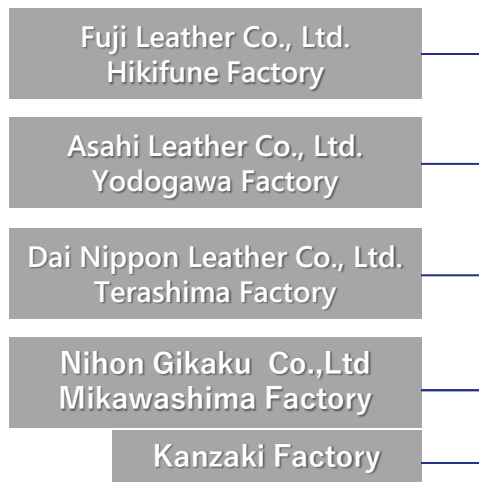 Fuji Leather Co., Ltd.
Hikifune Factory
Asahi Leather Co., Ltd.
Yodogawa Factory
Dai Nippon Leather Co., Ltd.
Terashima Factory
Nihon Gikaku  Co.,Ltd
Mikawashima Factory
Kanzaki Factory